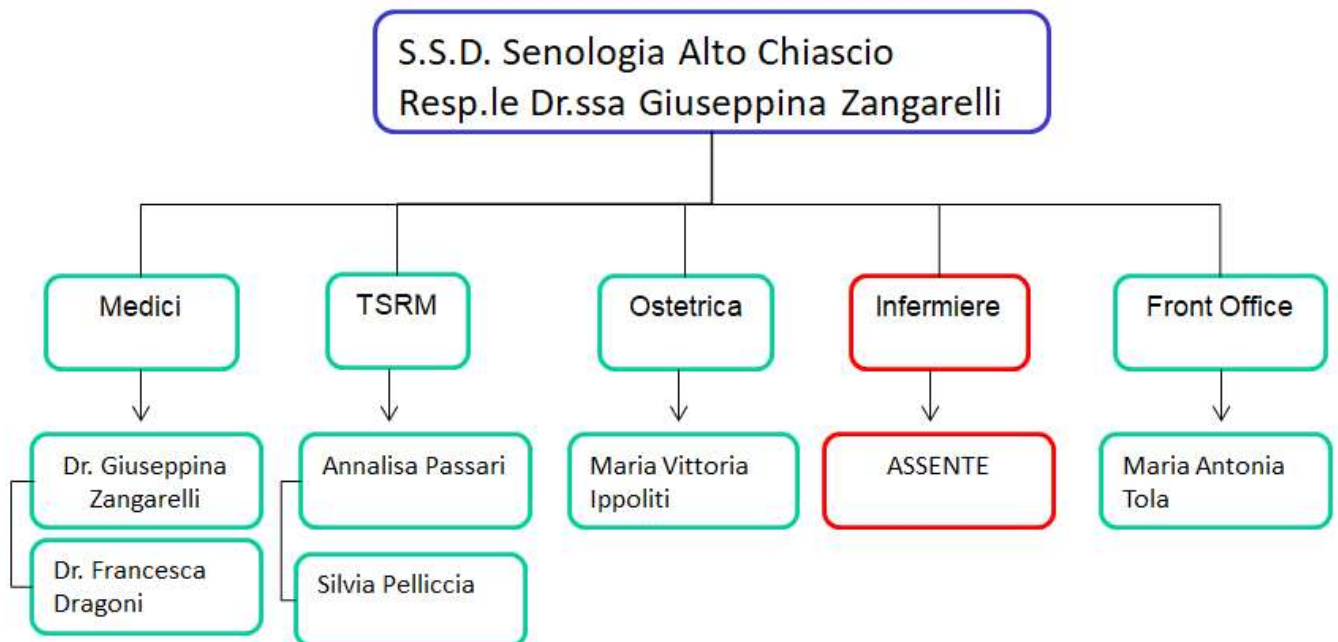 S.S.D. Senologia Alto Chiascio
Resp.le Dr.ssa Giuseppina Zangarelli
Medici
TSRM
Ostetrica
Infermiere
Front Office
Dr. Giuseppina
Zangarelli
Annalisa Passari
Maria Vittoria
Ippoliti
ASSENTE
Maria Antonia
Tola
Dr. Francesca
Dragoni
Silvia Pelliccia